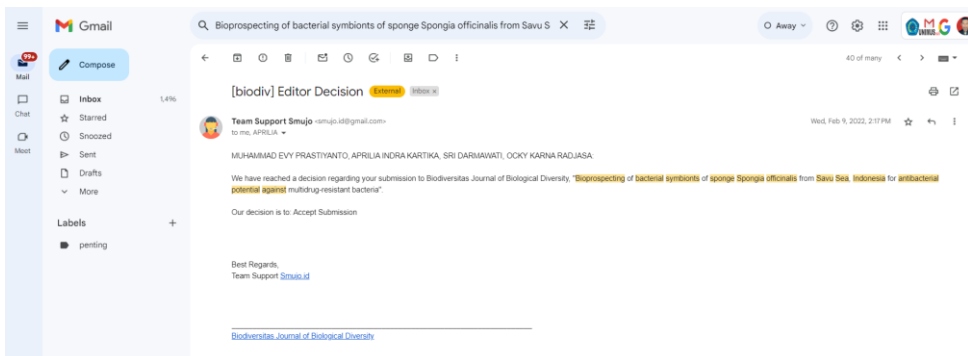 Gmail
Bioprospecting of bacterial symbionts of sponge Spongia officinalis from Savu S
Away
99+
Mail
Chat
Meet
Compose
Inbox 1,496
Starred
Snoozed
Sent
Drafts
More
Labels
penting
40 of many
[biodiv] Editor Decision External Inbox x
Team Support Smujo <smujo.id@gmail.com>
Wed, Feb 9, 2022, 2:17 PM
to me, APRILIA
MUHAMMAD EVY PRASTIYANTO, APRILIA INDRA KARTIKA, SRI DARMAWATI, OCKY KARNA RADJASA:
We have reached a decision regarding your submission to Biodiversitas Journal of Biological Diversity, "Bioprospecting of bacterial symbionts of sponge Spongia officinalis from Savu Sea, Indonesia for antibacterial
potential against multidrug-resistant bacteria".
Our decision is to: Accept Submission
Best Regards,
Team Support Smujo.id
Biodiversitas Journal of Biological Diversity